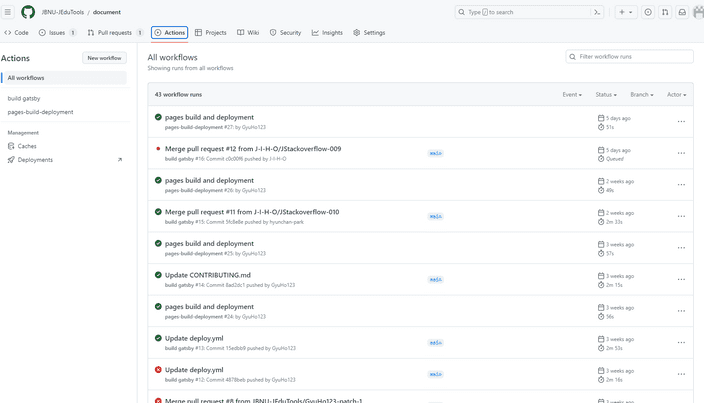 JBNU-JEduTools / document
Type / to search
Code
Issues 1
Pull requests 1
Actions
Projects
Wiki
Security
Insights
Settings
Actions
New workflow
All workflows
build gatsby
pages-build-deployment
Management
Caches
Deployments
All workflows
Showing runs from all workflows
Filter workflow runs
43 workflow runs
Event
Status
Branch
Actor
pages build and deployment
pages-build-deployment #27: by GyuHo123
5 days ago
51s
Merge pull request #12 from J-I-H-O/JStackoverflow-009
build gatsby #16: Commit c0c00f6 pushed by J-I-H-O
main
5 days ago
Queued
pages build and deployment
pages-build-deployment #26: by GyuHo123
2 weeks ago
49s
Merge pull request #11 from J-I-H-O/JStackoverflow-010
build gatsby #15: Commit 5fc8e8e pushed by hyunchan-park
main
2 weeks ago
2m 33s
pages build and deployment
pages-build-deployment #25: by GyuHo123
3 weeks ago
57s
Update CONTRIBUTING.md
build gatsby #14: Commit 8ad2dc1 pushed by GyuHo123
main
3 weeks ago
2m 15s
pages build and deployment
pages-build-deployment #24: by GyuHo123
3 weeks ago
56s
Update deploy.yml
build gatsby #13: Commit 15edbb9 pushed by GyuHo123
main
3 weeks ago
2m 53s
Update deploy.yml
build gatsby #12: Commit 4878beb pushed by GyuHo123
main
3 weeks ago
2m 18s
Merge pull request #8 from JBNU-JEduTools/GyuHo123-patch-1